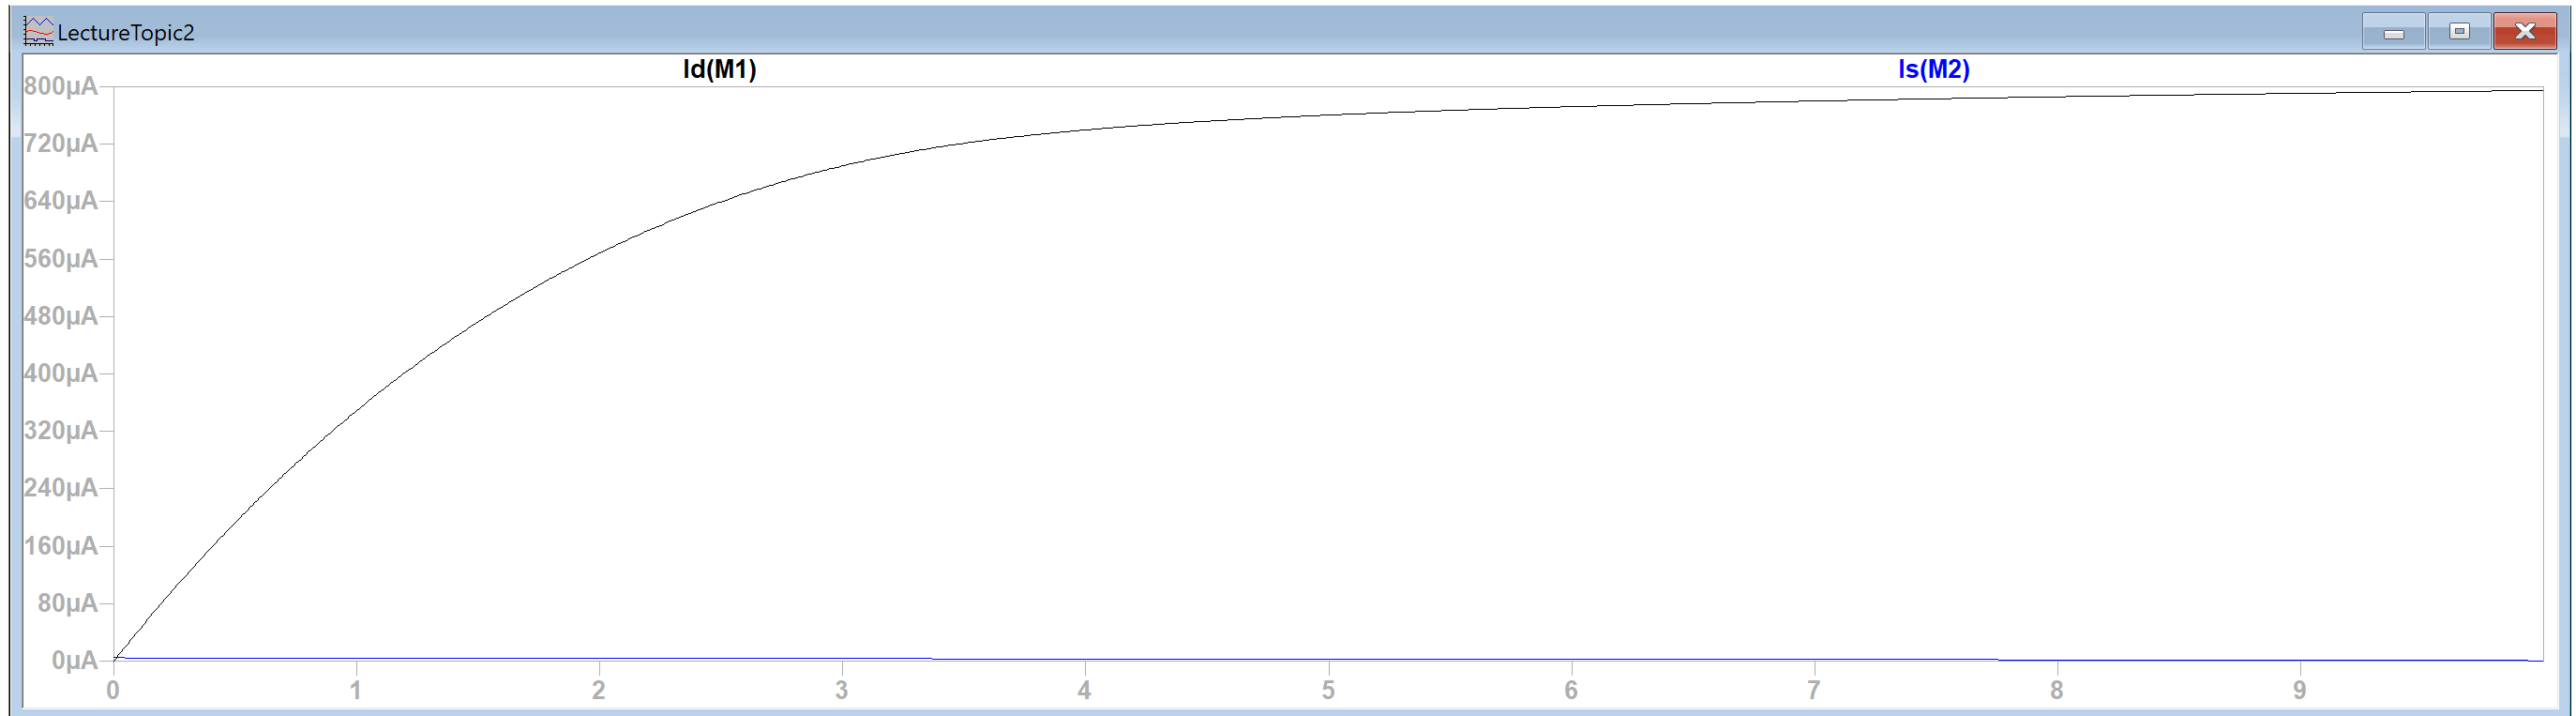 LectureTopic2
Id(M1) Is(M2)
800µA
720µA
640µA
560µA
480µA
400µA
320µA
240µA
160µA
80µA
0µA
0 1 2 3 4 5 6 7 8 9